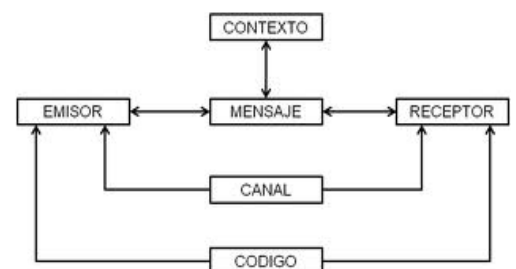 CONTEXTO
EMISOR
MENSAJE
RECEPTOR
CANAL
CODIGO